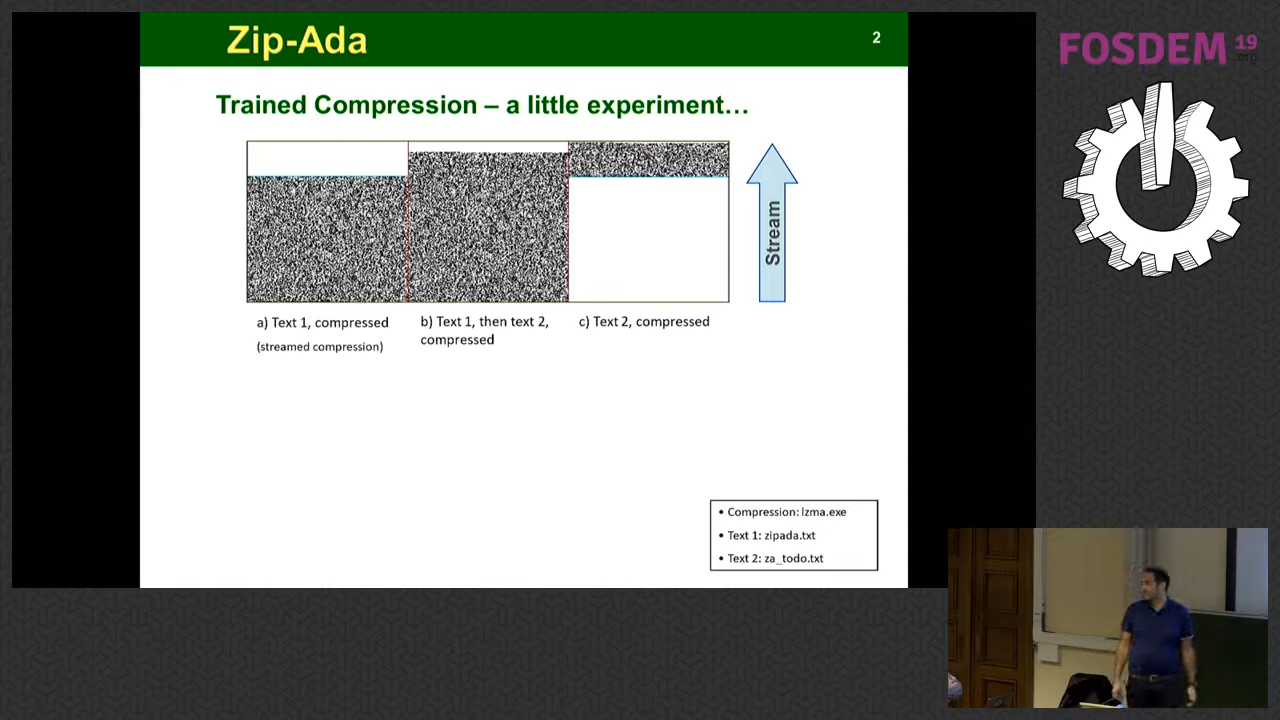 Zip-Ada
2
FOSDEM 19
.org
Trained Compression – a little experiment…
Stream
a) Text 1, compressed
(streamed compression)
b) Text 1, then text 2,
compressed
c) Text 2, compressed
• Compression: lzma.exe
• Text 1: zipada.txt
• Text 2: za_todo.txt